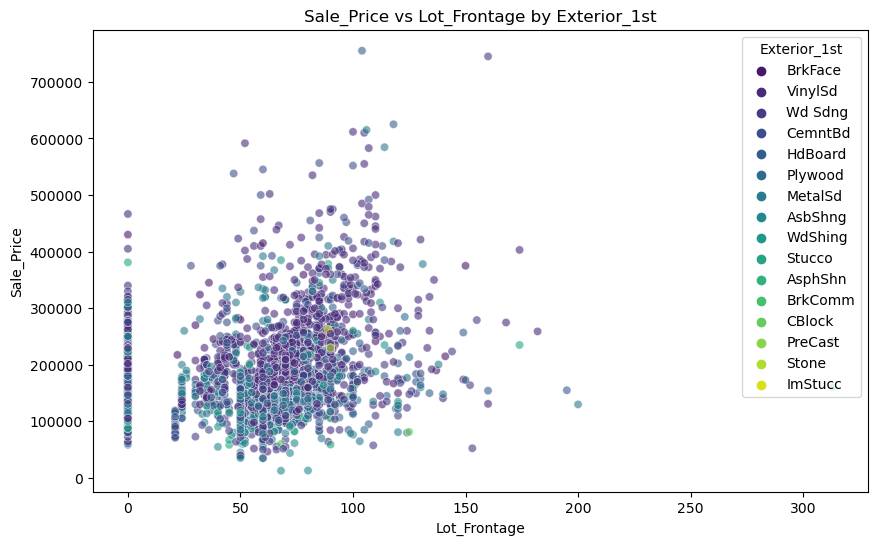 Sale_Price vs Lot_Frontage by Exterior_1st
Exterior_1st
BrkFace
VinylSd
Wd Sdng
CemntBd
HdBoard
Plywood
MetalSd
AsbShng
WdShing
Stucco
AsphShn
BrkComm
CBlock
PreCast
Stone
ImStucc
Sale_Price
700000
600000
500000
400000
300000
200000
100000
0
0
50
100
150
200
250
300
Lot_Frontage